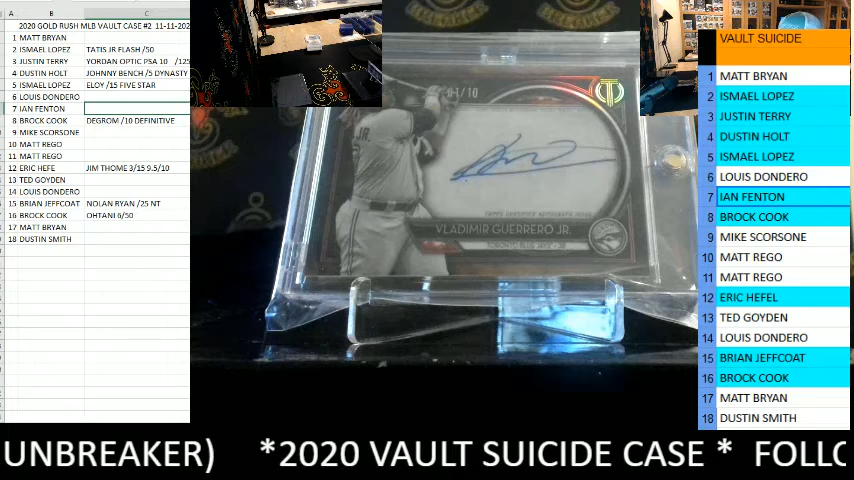 A B C
2020 GOLD RUSH MLB VAULT CASE #2 11-11-202
1 MATT BRYAN
2 ISMAEL LOPEZ TATIS JR FLASH /50
3 JUSTIN TERRY YORDAN OPTIC PSA 10 /125
4 DUSTIN HOLT JOHNNY BENCH /5 DYNASTY
5 ISMAEL LOPEZ ELOY /15 FIVE STAR
6 LOUIS DONDERO
7 IAN FENTON
8 BROCK COOK DEGROM /10 DEFINITIVE
9 MIKE SCORSONE
10 MATT REGO
11 MATT REGO
12 ERIC HEFE JIM THOME 3/15 9.5/10
13 TED GOYDEN
14 LOUIS DONDERO
15 BRIAN JEFFCOAT NOLAN RYAN /25 NT
16 BROCK COOK OHTANI 6/50
17 MATT BRYAN
18 DUSTIN SMITH
JR.
01/10
VLADIMIR GUERRERO JR.
VAULT SUICIDE
1 MATT BRYAN
2 ISMAEL LOPEZ
3 JUSTIN TERRY
4 DUSTIN HOLT
5 ISMAEL LOPEZ
6 LOUIS DONDERO
7 IAN FENTON
8 BROCK COOK
9 MIKE SCORSONE
10 MATT REGO
11 MATT REGO
12 ERIC HEFEL
13 TED GOYDEN
14 LOUIS DONDERO
15 BRIAN JEFFCOAT
16 BROCK COOK
17 MATT BRYAN
18 DUSTIN SMITH
UNBREAKER) *2020 VAULT SUICIDE CASE * FOLLO